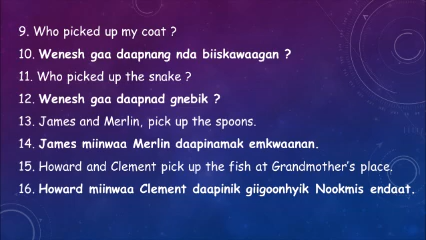 9. Who picked up my coat ?
10. Wenesh gaa daapnang nda biiskawaagan ?
11. Who picked up the snake ?
12. Wenesh gaa daapnad gnebik ?
13. James and Merlin, pick up the spoons.
14. James miinwaa Merlin daapinamak emkwaanan.
15. Howard and Clement pick up the fish at Grandmother's place.
16. Howard miinwaa Clement daapinik giigoonhyik Nookmis endaat.